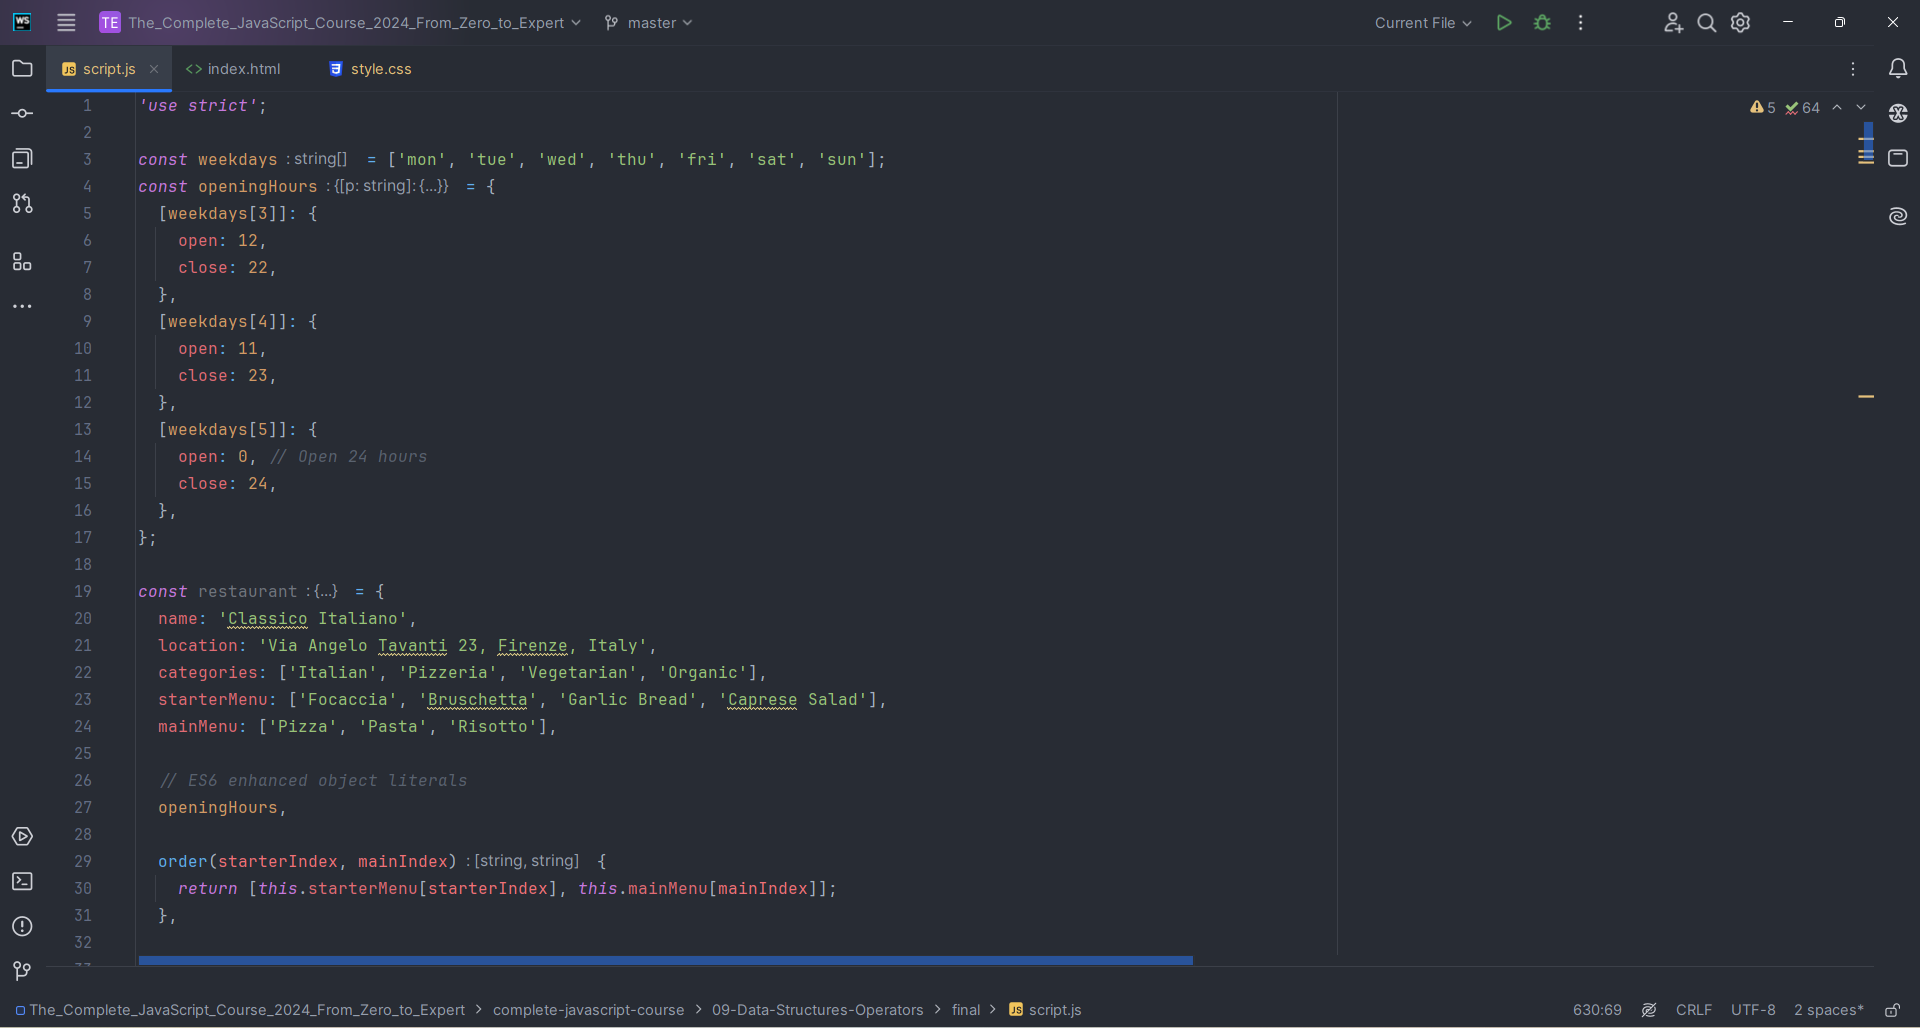 WS TE The_Complete_JavaScript_Course_2024_From_Zero_to_Expert master Current File
JS script.js <> index.html style.css
1 'use strict'; 5 64
2
3 const weekdays : string[] = ['mon', 'tue', 'wed', 'thu', 'fri', 'sat', 'sun'];
4 const openingHours : {[p: string]: {...}} = {
5 [weekdays[3]]: {
6 open: 12,
7 close: 22,
8 },
9 [weekdays[4]]: {
10 open: 11,
11 close: 23,
12 },
13 [weekdays[5]]: {
14 open: 0, // Open 24 hours
15 close: 24,
16 },
17 };
18
19 const restaurant : {...} = {
20 name: 'Classico Italiano',
21 location: 'Via Angelo Tavanti 23, Firenze, Italy',
22 categories: ['Italian', 'Pizzeria', 'Vegetarian', 'Organic'],
23 starterMenu: ['Focaccia', 'Bruschetta', 'Garlic Bread', 'Caprese Salad'],
24 mainMenu: ['Pizza', 'Pasta', 'Risotto'],
25
26 // ES6 enhanced object literals
27 openingHours,
28
29 order(starterIndex, mainIndex) : [string, string] {
30 return [this.starterMenu[starterIndex], this.mainMenu[mainIndex]];
31 },
32
The_Complete_JavaScript_Course_2024_From_Zero_to_Expert > complete-javascript-course > 09-Data-Structures-Operators > final > JS script.js 630:69 CRLF UTF-8 2 spaces*